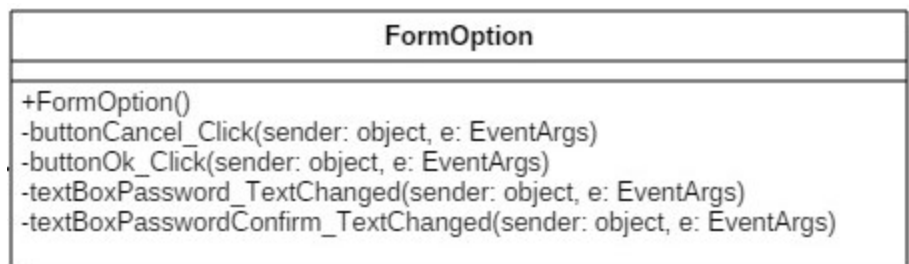 FormOption
+FormOption()
-buttonCancel_Click(sender: object, e: EventArgs)
-buttonOk_Click(sender: object, e: EventArgs)
-textBoxPassword_TextChanged(sender: object, e: EventArgs)
-textBoxPasswordConfirm_TextChanged(sender: object, e: EventArgs)